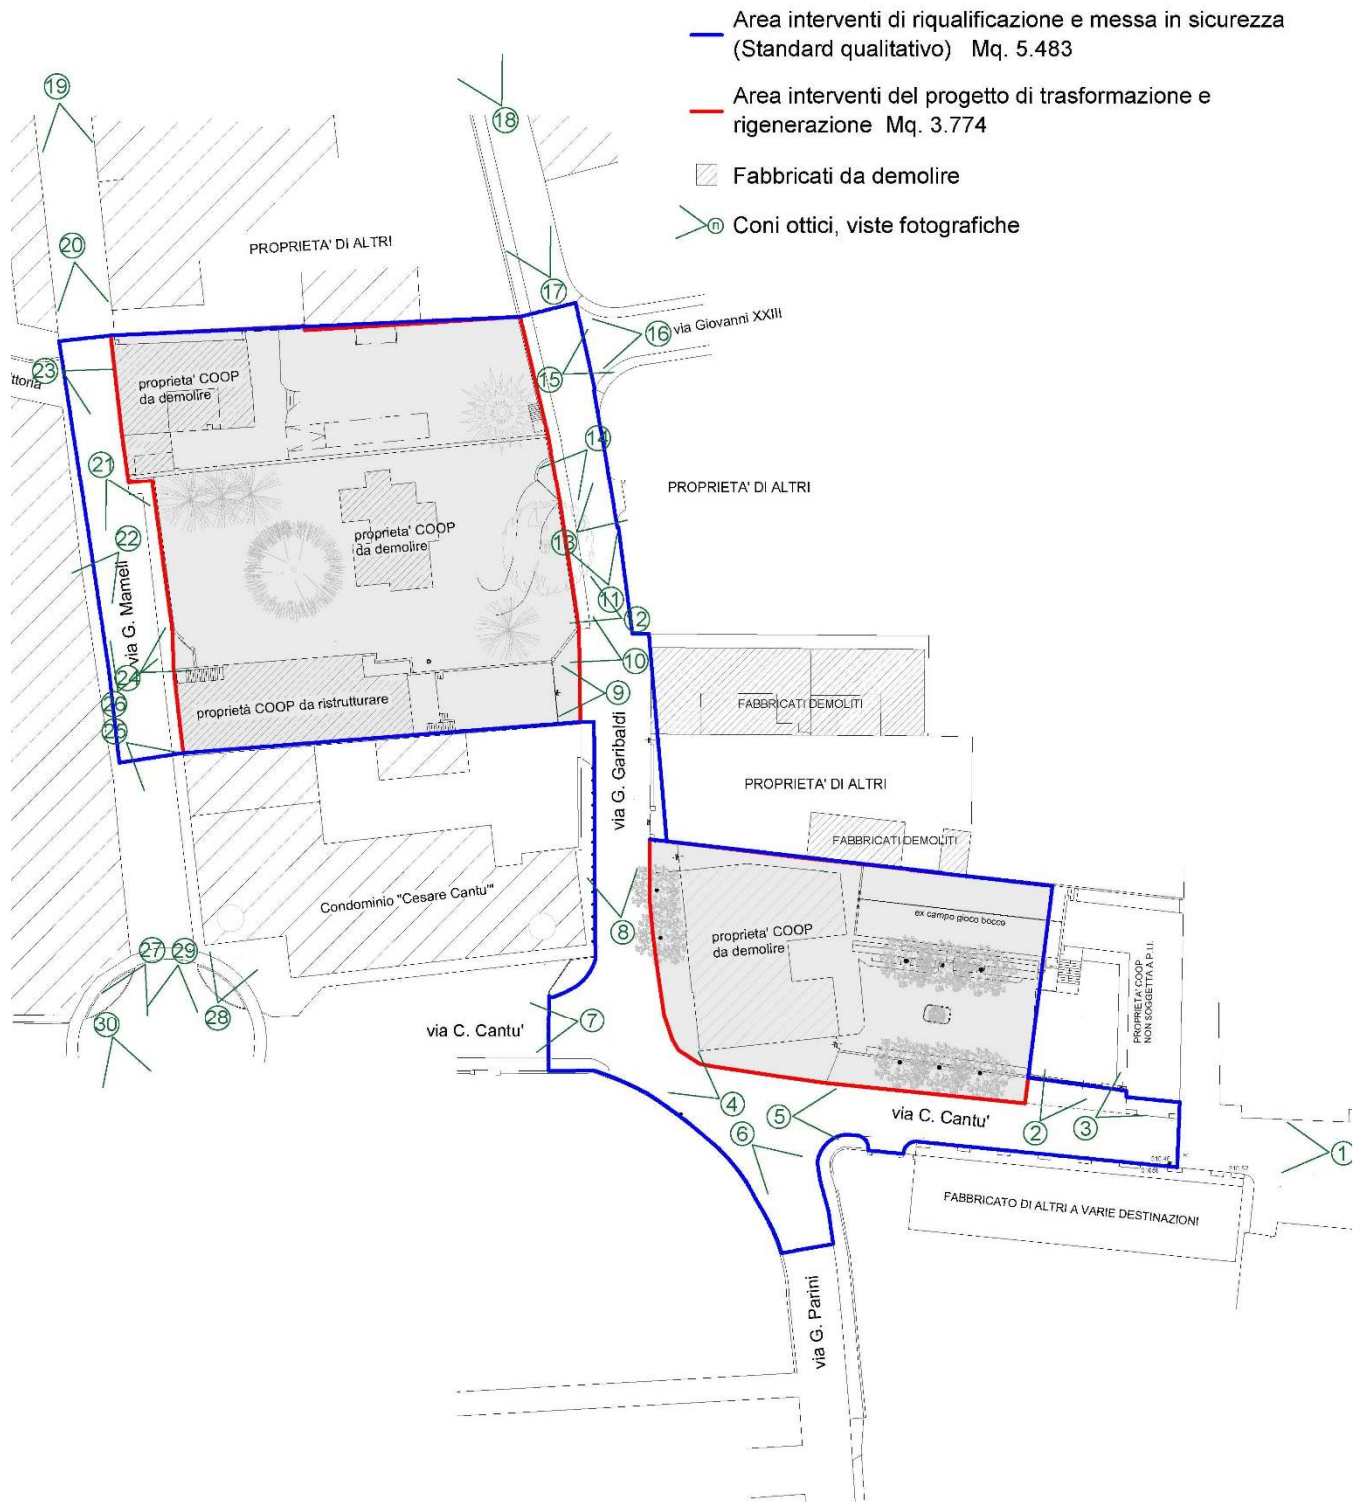 Area interventi di riqualificazione e messa in sicurezza
(Standard qualitativo) Mq. 5.483
Area interventi del progetto di trasformazione e
rigenerazione Mq. 3.774
Fabbricati da demolire
n
Coni ottici, viste fotografiche
19
18
20
PROPRIETA' DI ALTRI
17
16
via Giovanni XXIII
23
ttoria
15
proprieta' COOP
da demolire
14
21
PROPRIETA' DI ALTRI
22
proprieta' COOP
da demolire
13
via G. Mameli
11
12
10
24
9
26
proprietà COOP da ristrutturare
FABBRICATI DEMOLITI
25
via G. Garibaldi
PROPRIETA' DI ALTRI
FABBRICATI DEMOLITI
Condominio "Cesare Cantu'"
ex campo gioco bocce
8
proprieta' COOP
da demolire
27
29
PROPRIETA' COOP
NON SOGGETTA A P.I.I.
28
30
7
via C. Cantu'
4
5
via C. Cantu'
2
3
6
1
FABBRICATO DI ALTRI A VARIE DESTINAZIONI
via G. Parini